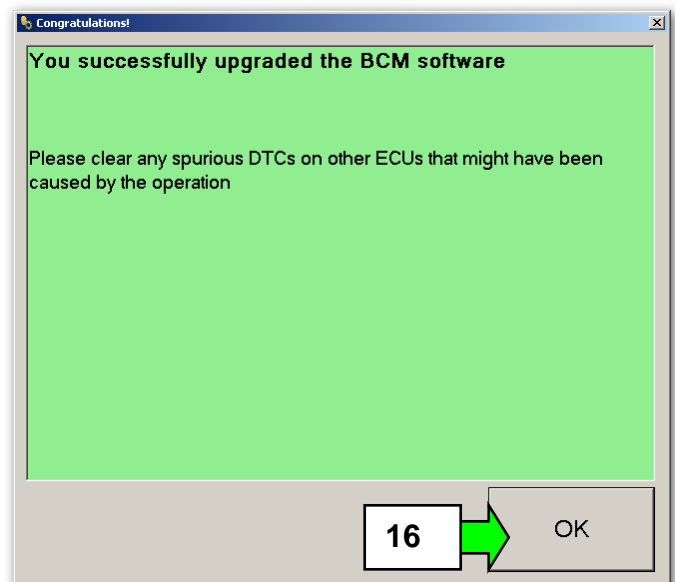 Congratulations!
You successfully upgraded the BCM software
Please clear any spurious DTCs on other ECUs that might have been
caused by the operation
16
OK